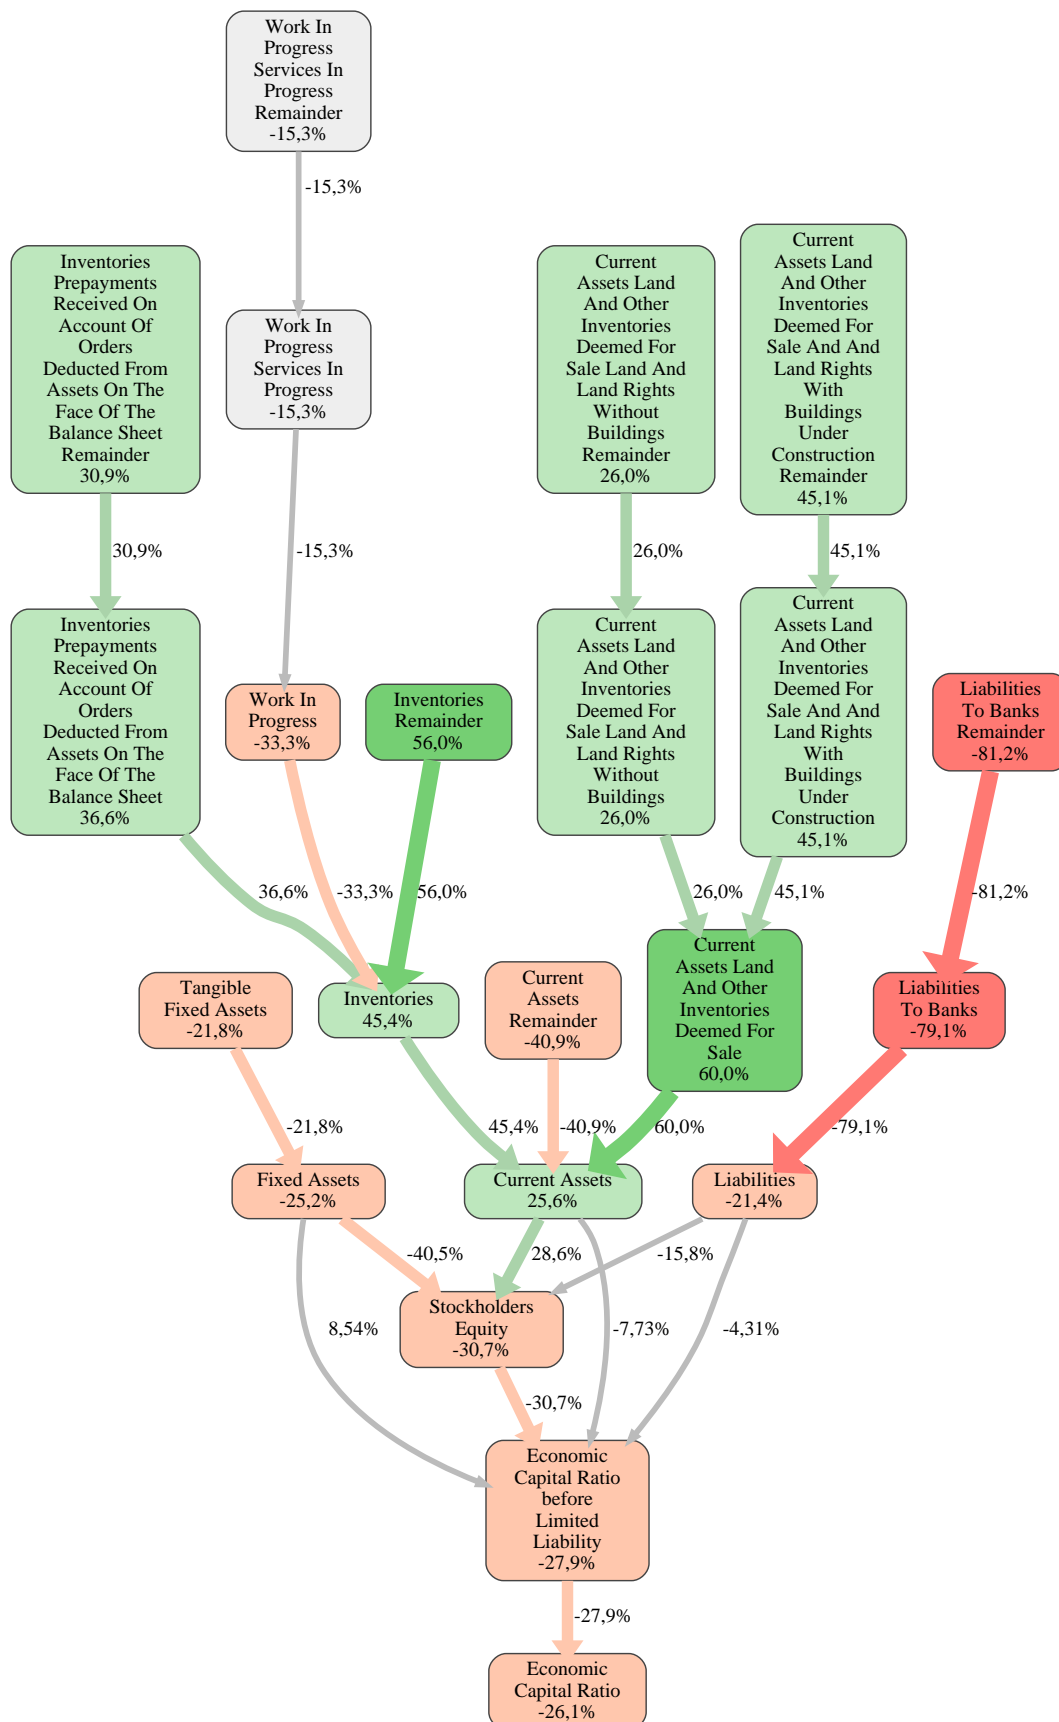 Work In
Progress
Services In
Progress
Remainder
-15,3%
-15,3%
Inventories
Prepayments
Received On
Account Of
Orders
Deducted From
Assets On The
Face Of The
Balance Sheet
Remainder
30,9%
Work In
Progress
Services In
Progress
-15,3%
Current
Assets Land
And Other
Inventories
Deemed For
Sale Land And
Land Rights
Without
Buildings
Remainder
26,0%
Current
Assets Land
And Other
Inventories
Deemed For
Sale And And
Land Rights
With
Buildings
Under
Construction
Remainder
45,1%
30,9%
-15,3%
26,0%
45,1%
Inventories
Prepayments
Received On
Account Of
Orders
Deducted From
Assets On The
Face Of The
Balance Sheet
36,6%
Work In
Progress
-33,3%
Inventories
Remainder
56,0%
Current
Assets Land
And Other
Inventories
Deemed For
Sale Land And
Land Rights
Without
Buildings
26,0%
Current
Assets Land
And Other
Inventories
Deemed For
Sale And And
Land Rights
With
Buildings
Under
Construction
45,1%
Liabilities
To Banks
Remainder
-81,2%
36,6%
-33,3%
56,0%
26,0%
45,1%
-81,2%
Tangible
Fixed Assets
-21,8%
Inventories
45,4%
Current
Assets
Remainder
-40,9%
Current
Assets Land
And Other
Inventories
Deemed For
Sale
60,0%
Liabilities
To Banks
-79,1%
-21,8%
45,4%
-40,9%
60,0%
-79,1%
Fixed Assets
-25,2%
Current Assets
25,6%
Liabilities
-21,4%
-40,5%
28,6%
-15,8%
Stockholders
Equity
-30,7%
8,54%
-7,73%
-4,31%
-30,7%
Economic
Capital Ratio
before
Limited
Liability
-27,9%
-27,9%
Economic
Capital Ratio
-26,1%